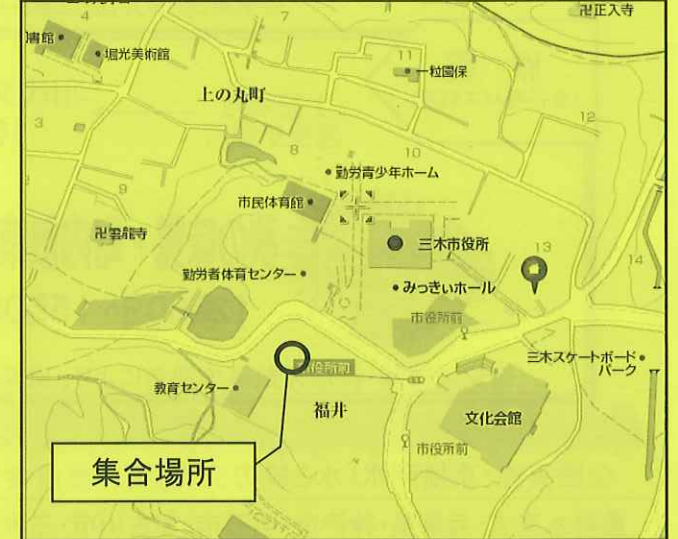 7
卍正入寺
4
書館
堀光美術館
11
一粒園保
上の丸町
3
12
8
10
勤労青少年ホーム
市民体育館
9
卍雲龍寺
三木市役所
13
14
勤労者体育センター
みっきぃホール
市役所前
三木スケートボード
パーク
市役所前
教育センター
福井
文化会館
市役所前
集合場所